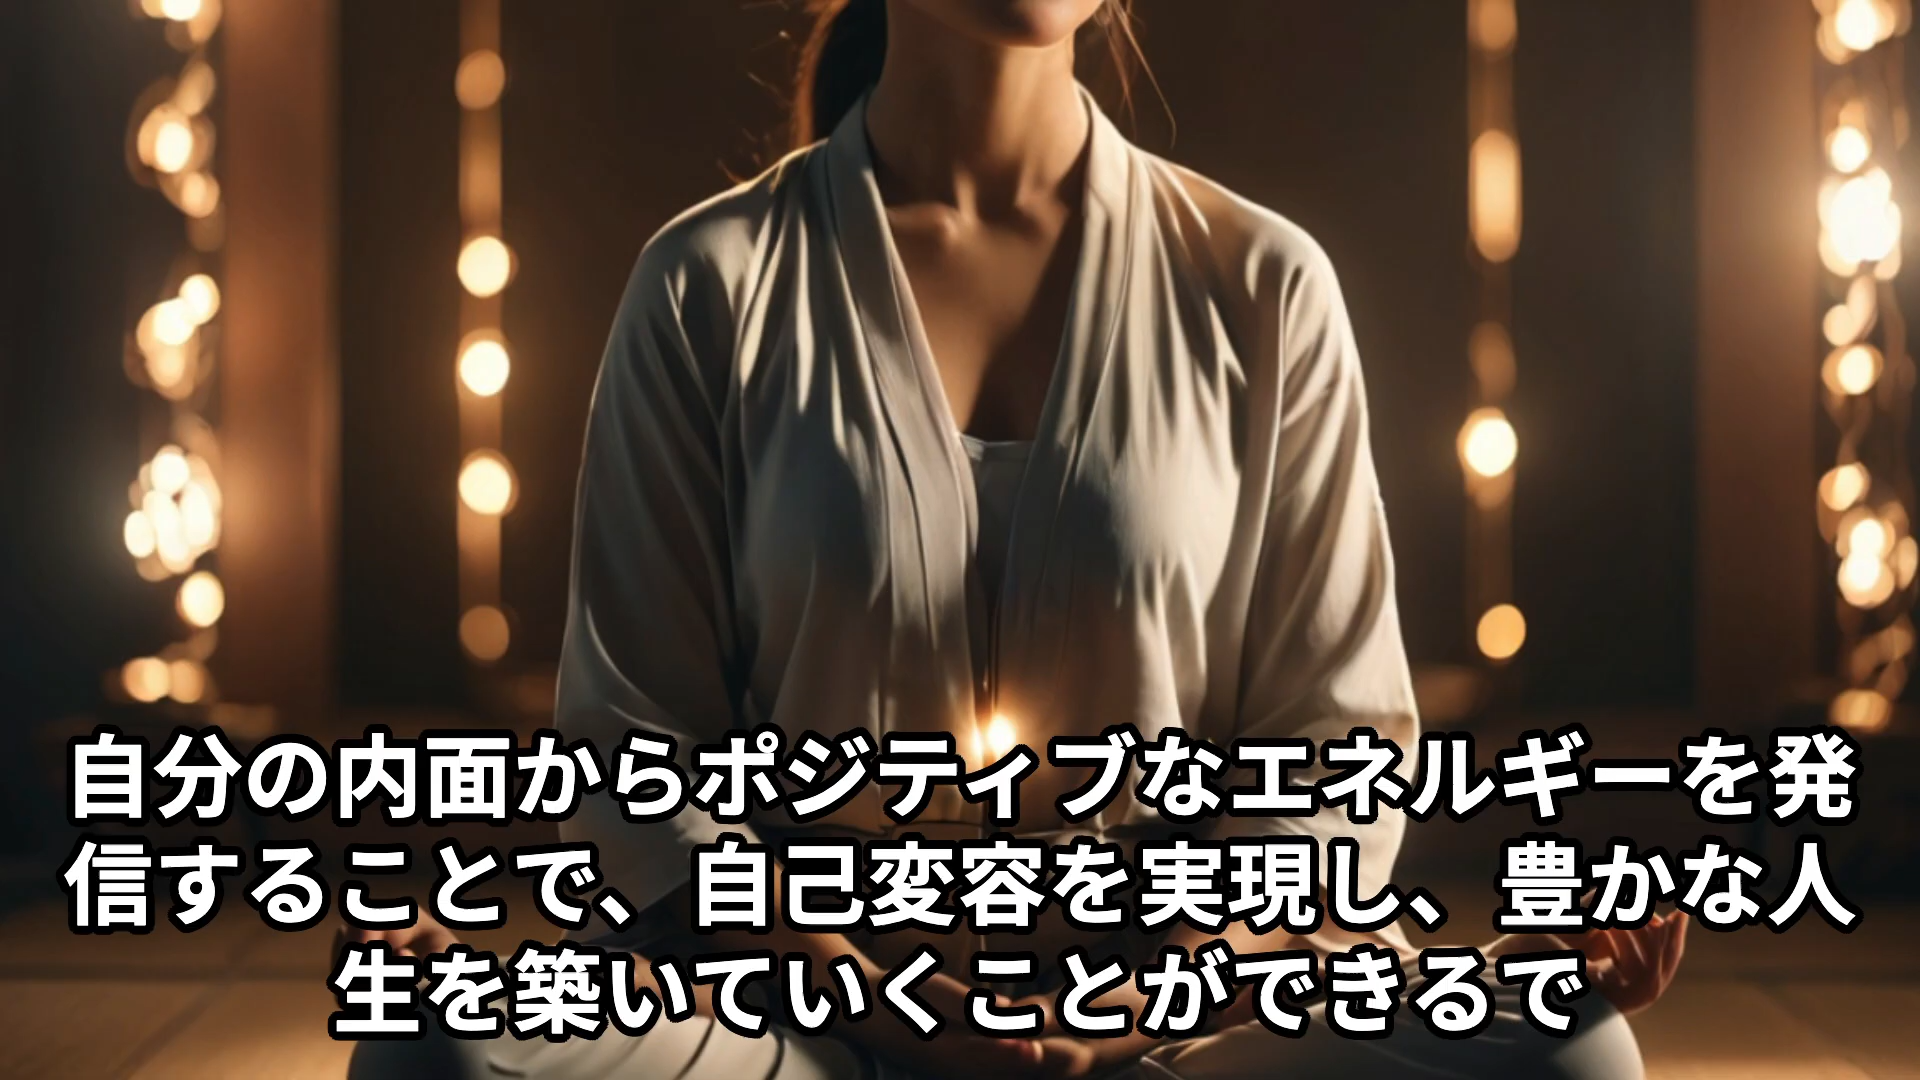 自分の内面からポジティブなエネルギーを発
信することで、自己変容を実現し、豊かな人
生を築いていくことができるで